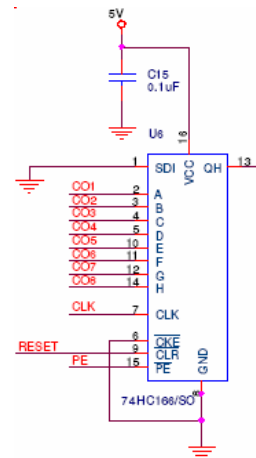 5V
C15
0.1uF
U6
16
1 SDI VCC QH 13
CO1 2 A
CO2 3 B
CO3 4 C
CO4 5 D
CO5 10 E
CO6 11 F
CO7 12 G
CO8 14 H
CLK 7 CLK
6 CKE
RESET 9 CLR
PE 15 PE
GND
8
74HC166/SO